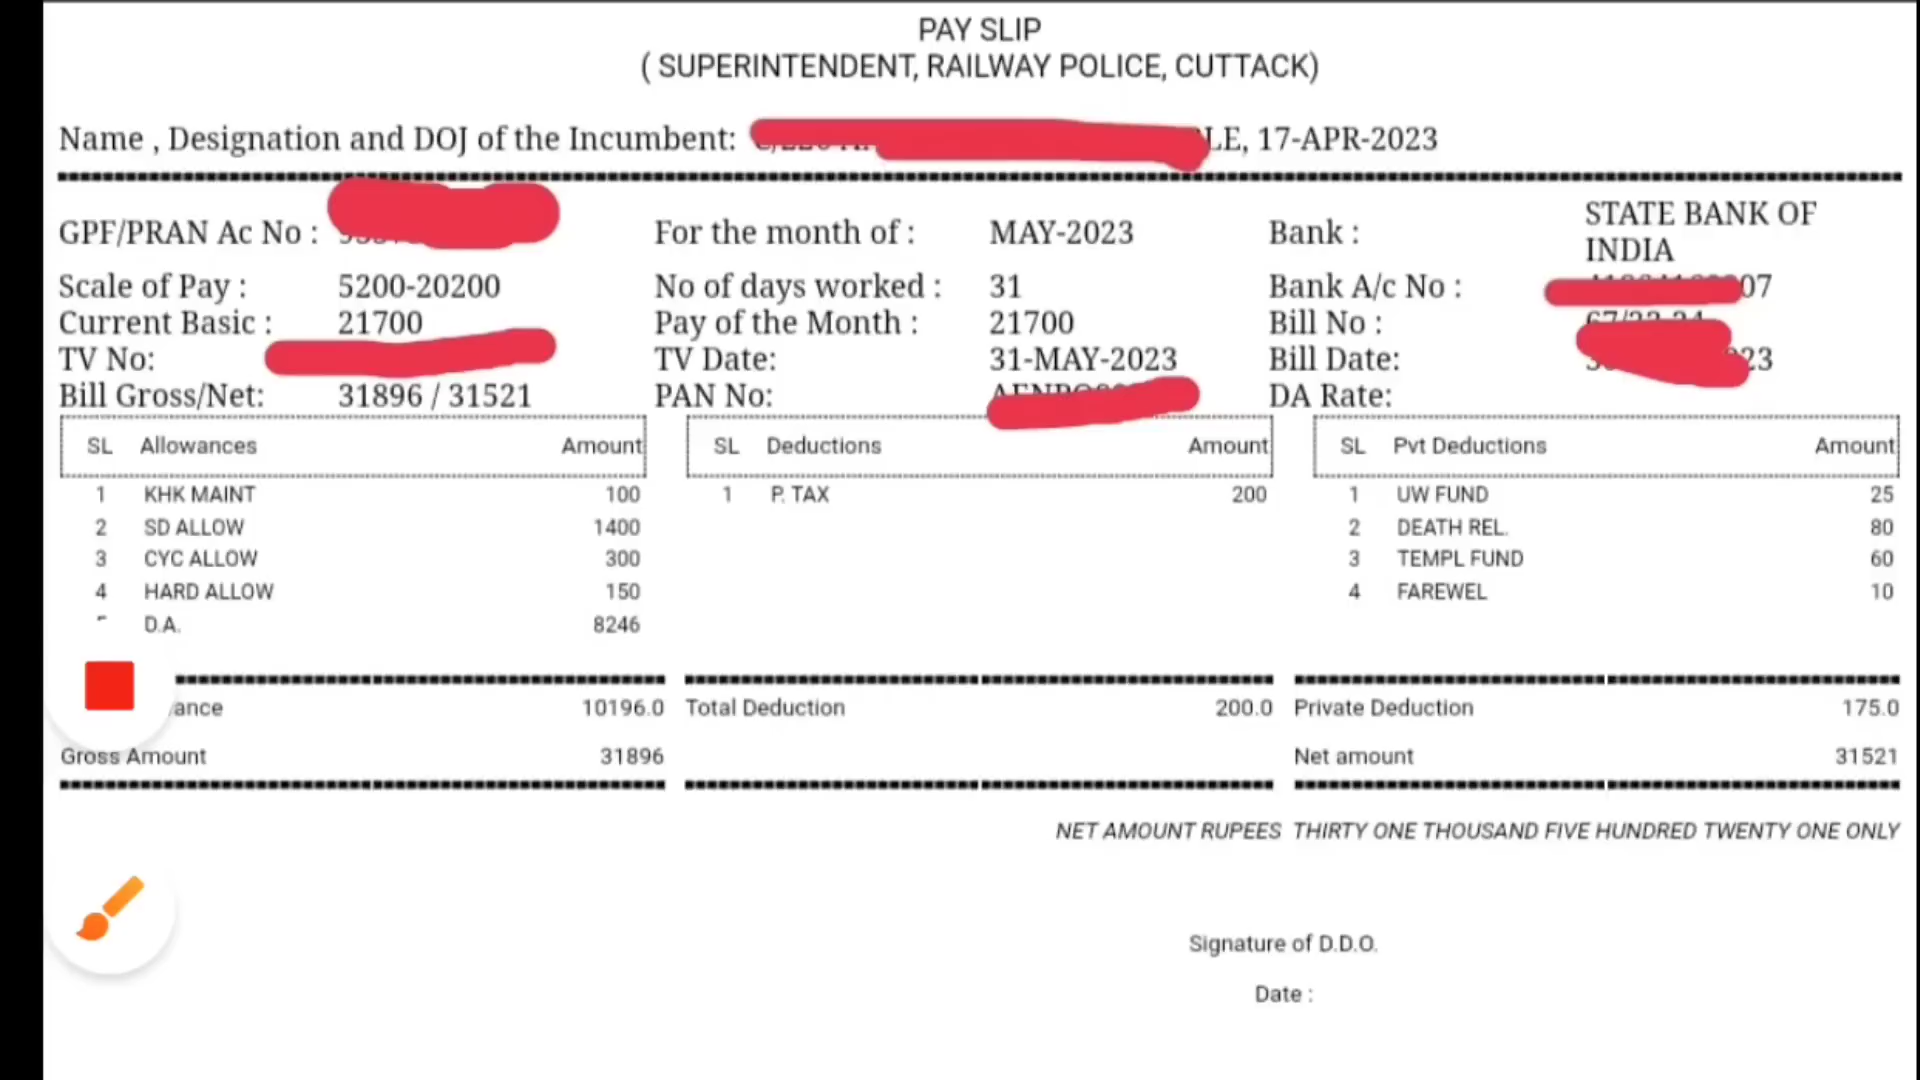 PAY SLIP
( SUPERINTENDENT, RAILWAY POLICE, CUTTACK)
Name , Designation and DOJ of the Incumbent: LE, 17-APR-2023
GPF/PRAN Ac No : For the month of : MAY-2023 Bank : STATE BANK OF INDIA
Scale of Pay : 5200-20200 No of days worked : 31 Bank A/c No : 07
Current Basic : 21700 Pay of the Month : 21700 Bill No :
TV No: TV Date: 31-MAY-2023 Bill Date: 23
Bill Gross/Net: 31896 / 31521 PAN No: DA Rate:
SL Allowances Amount SL Deductions Amount SL Pvt Deductions Amount
1 KHK MAINT 100 1 P. TAX 200 1 UW FUND 25
2 SD ALLOW 1400 2 DEATH REL. 80
3 CYC ALLOW 300 3 TEMPL FUND 60
4 HARD ALLOW 150 4 FAREWEL 10
D.A. 8246
ance 10196.0 Total Deduction 200.0 Private Deduction 175.0
Gross Amount 31896 Net amount 31521
NET AMOUNT RUPEES THIRTY ONE THOUSAND FIVE HUNDRED TWENTY ONE ONLY
Signature of D.D.O.
Date :